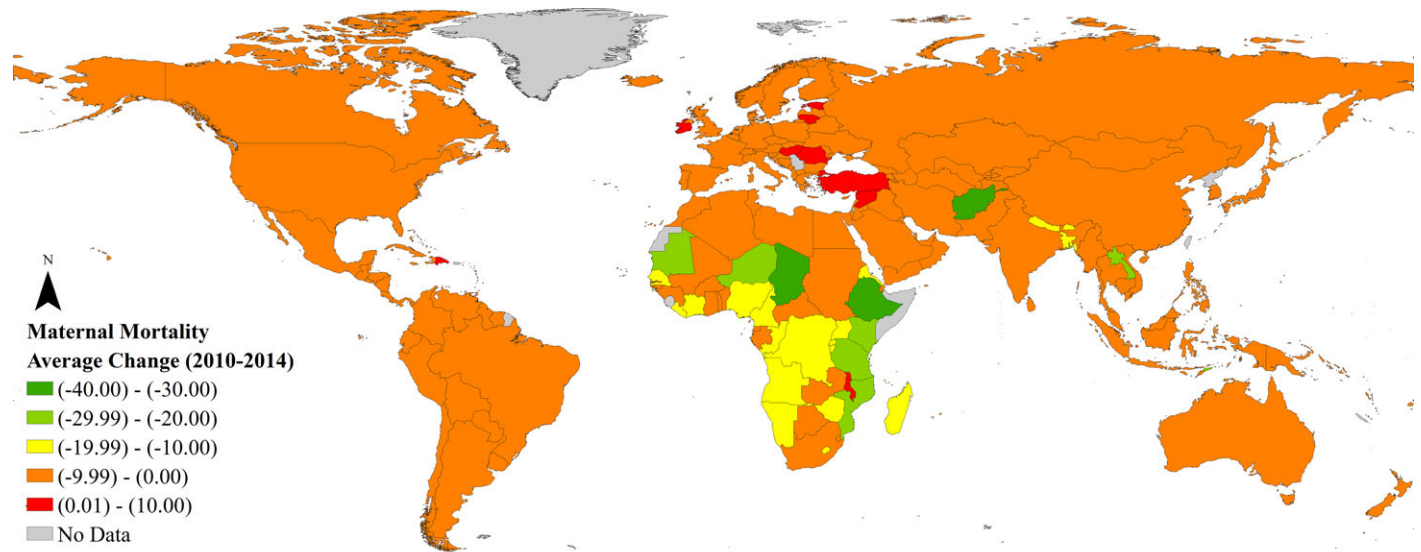 N
Maternal Mortality
Average Change (2010-2014)
(-40.00) - (-30.00)
(-29.99) - (-20.00)
(-19.99) - (-10.00)
(-9.99) - (0.00)
(0.01) - (10.00)
No Data